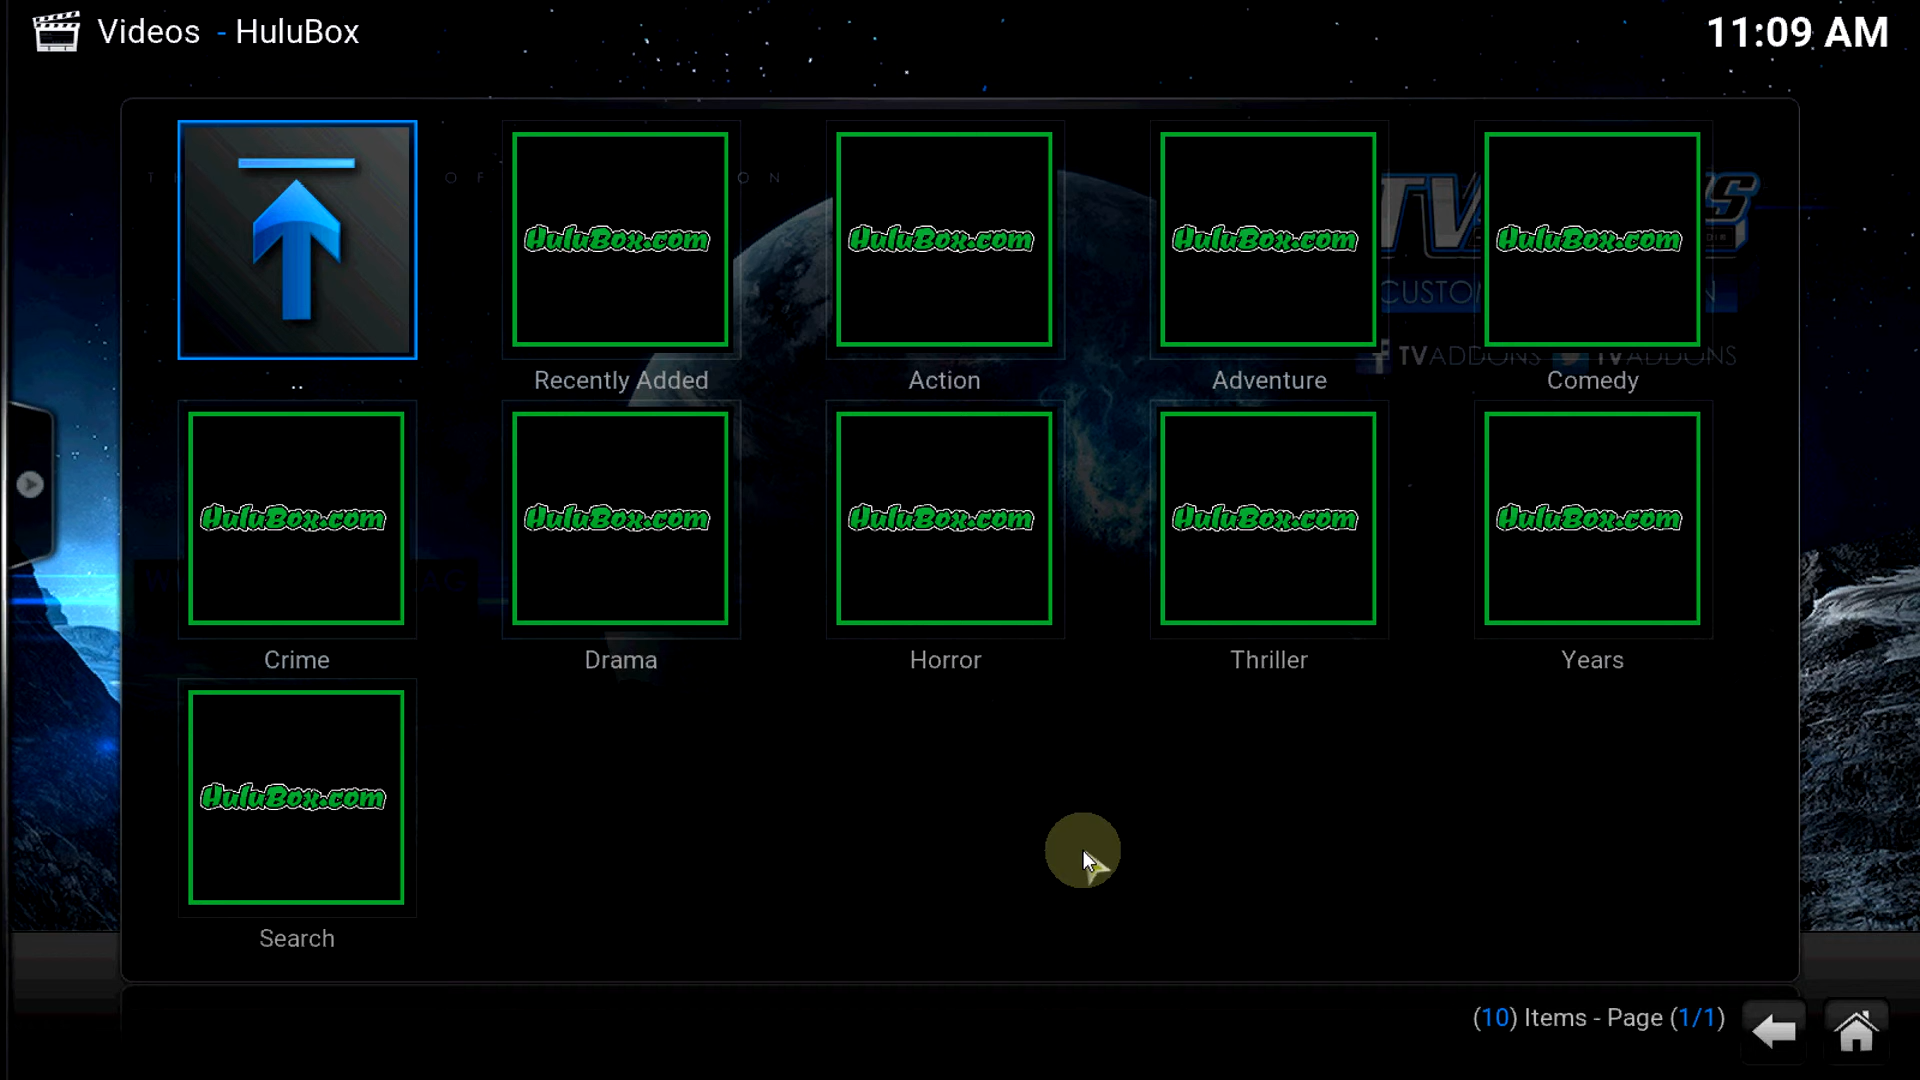 Videos - HuluBox
11:09 AM
HuluBox.com
HuluBox.com
HuluBox.com
HuluBox.com
..
Recently Added
Action
Adventure
Comedy
TVADDONS TVADDONS
HuluBox.com
HuluBox.com
HuluBox.com
HuluBox.com
HuluBox.com
Crime
Drama
Horror
Thriller
Years
HuluBox.com
Search
(10) Items - Page (1/1)